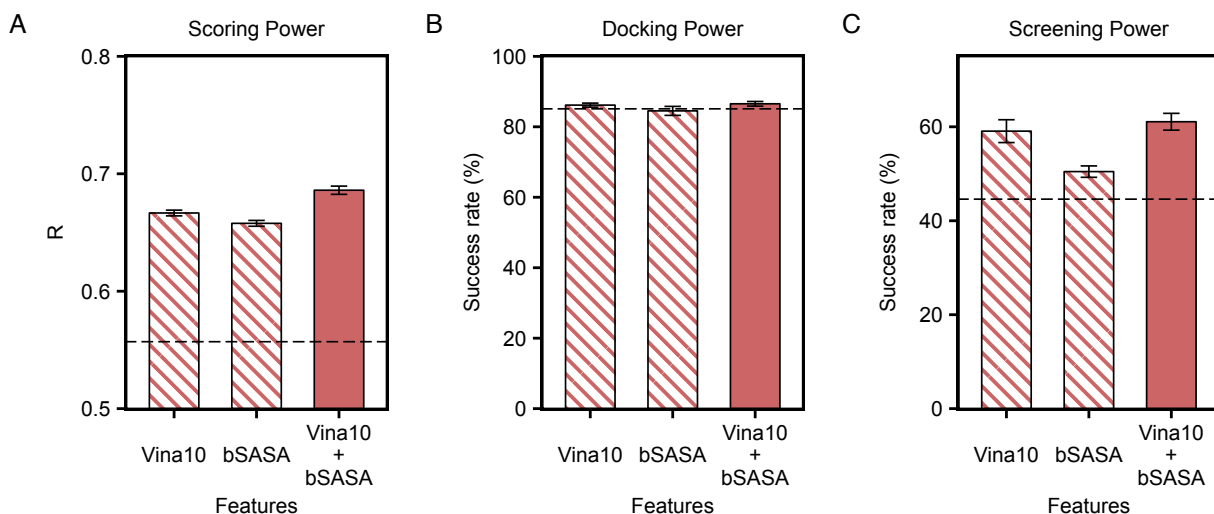 A
Scoring Power
R
0.8
0.7
0.6
0.5
Vina10
bSASA
Vina10
+
bSASA
Features
B
Docking Power
Success rate (%)
100
80
60
40
20
0
Vina10
bSASA
Vina10
+
bSASA
Features
C
Screening Power
Success rate (%)
60
40
20
0
Vina10
bSASA
Vina10
+
bSASA
Features